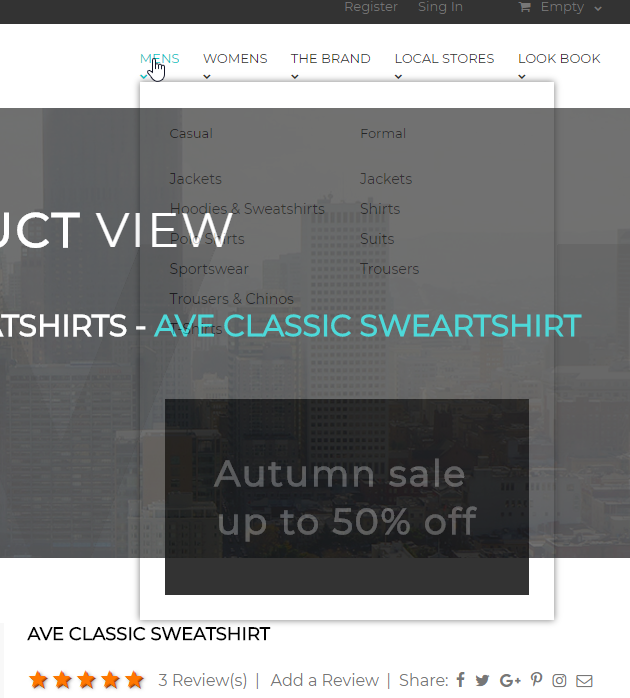 Register Sing In Empty
MENS WOMENS THE BRAND LOCAL STORES LOOK BOOK
Casual Formal
Jackets Jackets
Hoodies & Sweatshirts Shirts
UCT VIEW
Polo Shirts Suits
Sportswear Trousers
Trousers & Chinos
ATSHIRTS - AVE CLASSIC SWEARTSHIRT
T-Shirts
Autumn sale
up to 50% off
AVE CLASSIC SWEATSHIRT
3 Review(s) | Add a Review | Share: